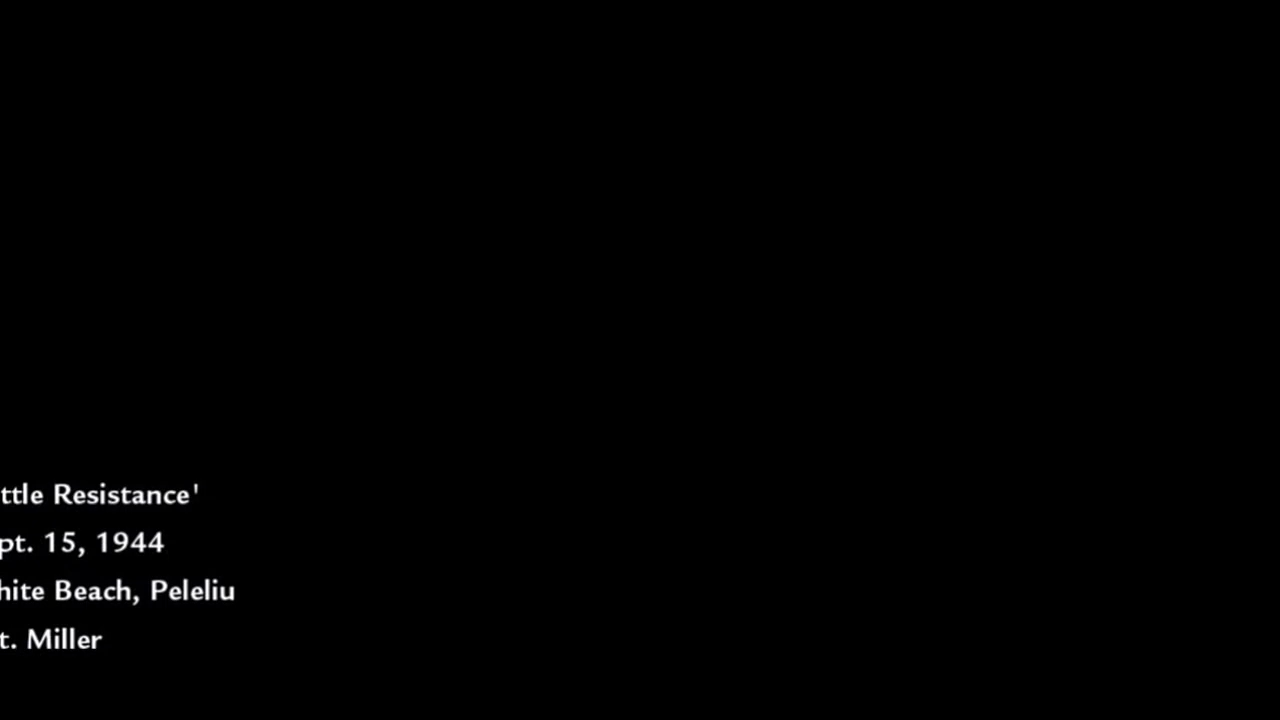 ttle Resistance'
pt. 15, 1944
hite Beach, Peleliu
t. Miller